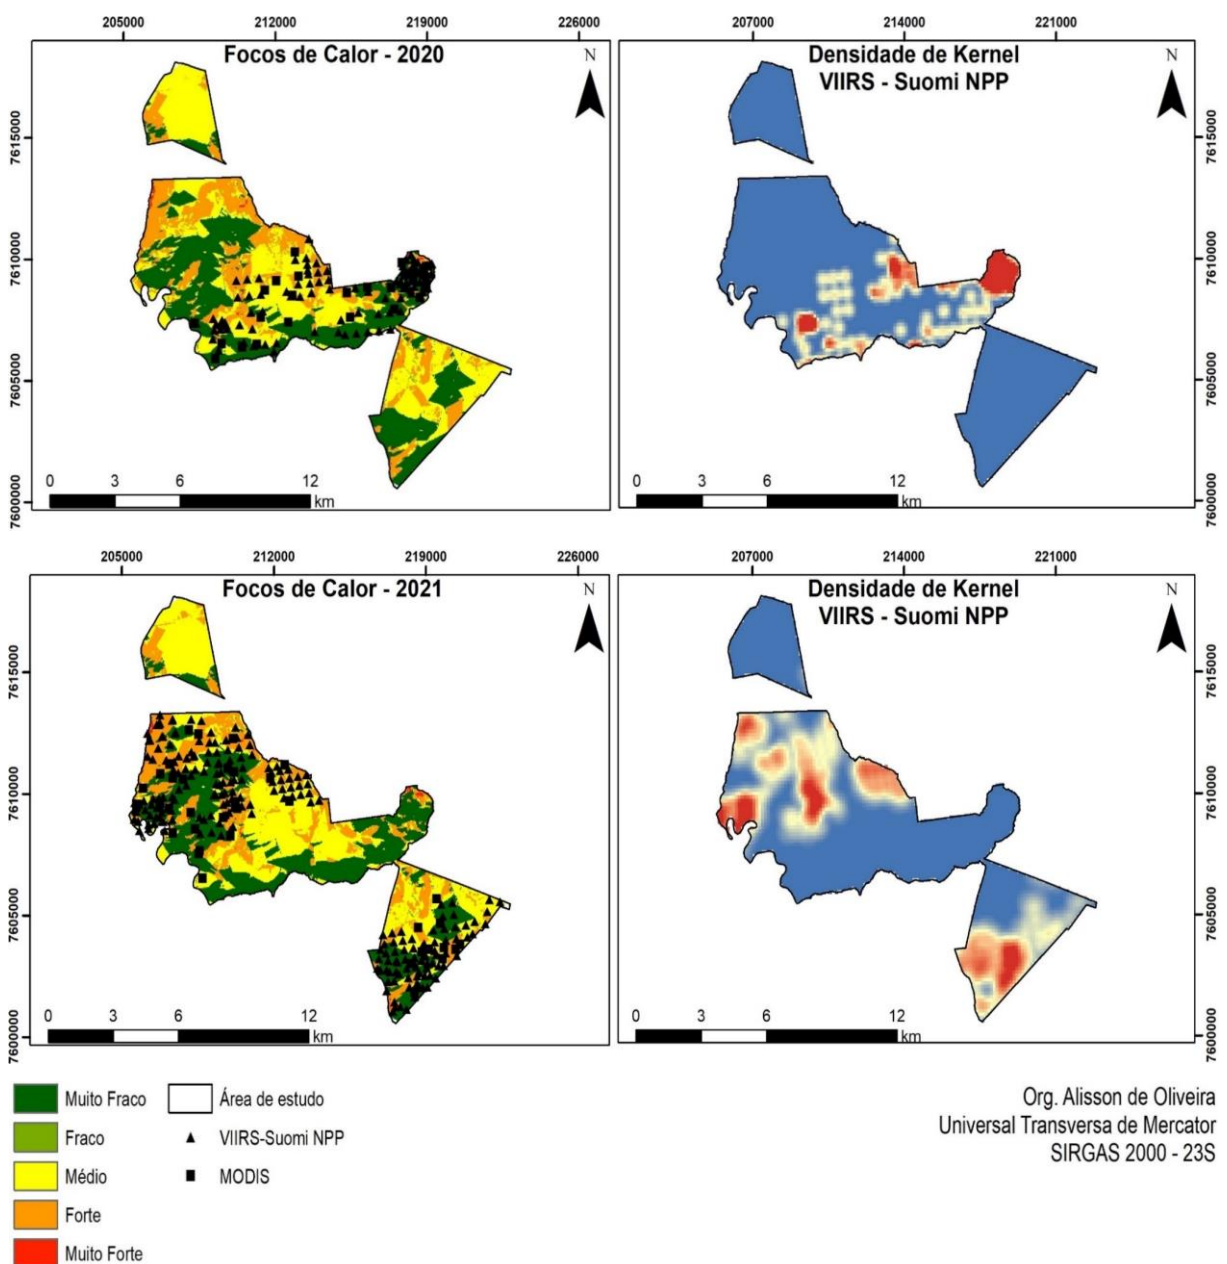 205000 212000 219000 226000
207000 214000 221000
Focos de Calor - 2020
N
7615000
7610000
7605000
7600000
0 3 6 12
km
Densidade de Kernel
VIIRS - Suomi NPP
N
7615000
7610000
7605000
7600000
0 3 6 12
km
205000 212000 219000 226000
207000 214000 221000
Focos de Calor - 2021
N
7615000
7610000
7605000
7600000
0 3 6 12
km
Densidade de Kernel
VIIRS - Suomi NPP
N
7615000
7610000
7605000
7600000
0 3 6 12
km
Muito Fraco
Fraco
Médio
Forte
Muito Forte
Área de estudo
VIIRS-Suomi NPP
MODIS
Org. Alisson de Oliveira
Universal Transversa de Mercator
SIRGAS 2000 - 23S